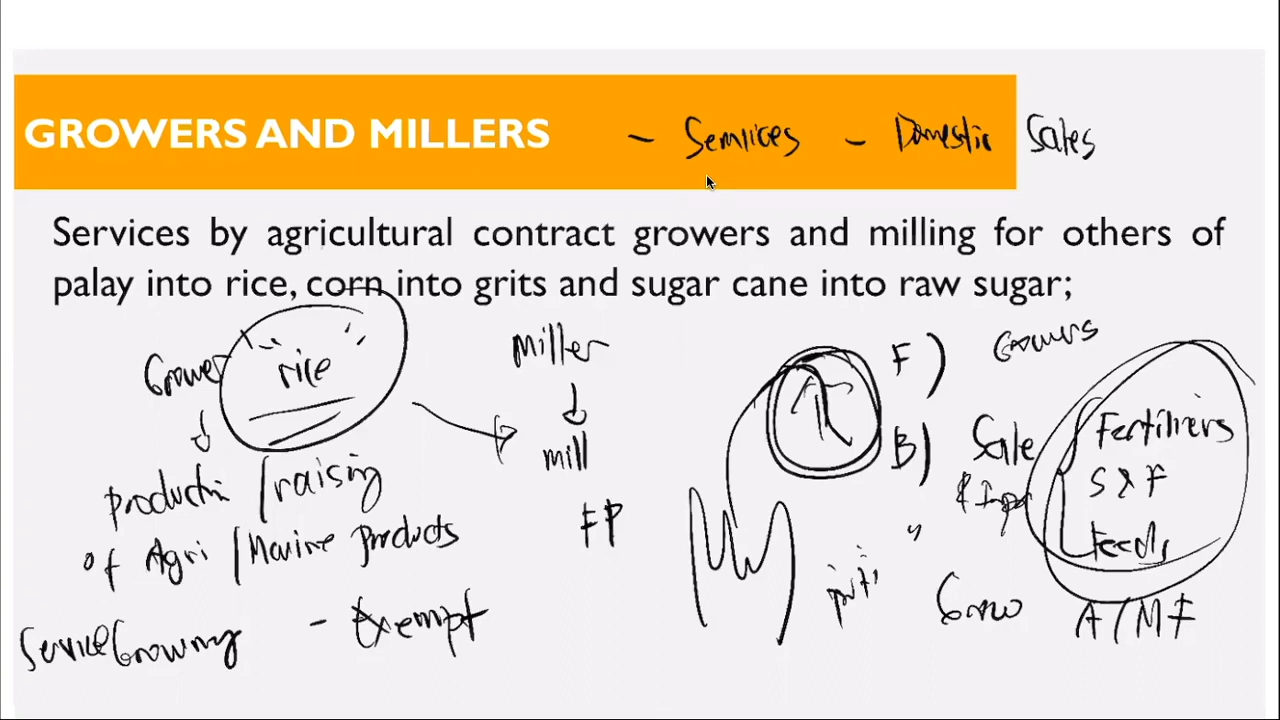 GROWERS AND MILLERS - Services - Domestic Sales
Services by agricultural contract growers and milling for others of
palay into rice, corn into grits and sugar cane into raw sugar;
Grower rice
Miller
F) Growers
mill
B) Sale
Fertilizers
S & F
Feeds
production / raising
of Agri / Marine Products
FP
Grow A/MF
Service Growing - Exempt